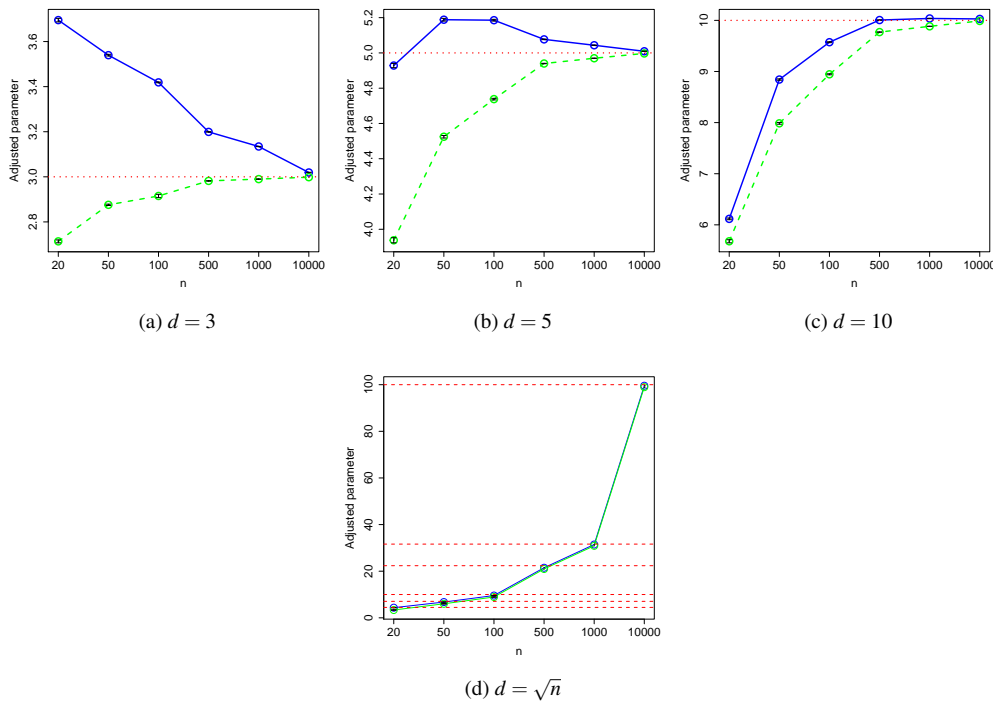 Adjusted parameter
2.8 3.0 3.2 3.4 3.6
20 50 100 500 1000 10000
n
(a) d = 3
Adjusted parameter
4.0 4.2 4.4 4.6 4.8 5.0 5.2
20 50 100 500 1000 10000
n
(b) d = 5
Adjusted parameter
6 7 8 9 10
20 50 100 500 1000 10000
n
(c) d = 10
Adjusted parameter
0 20 40 60 80 100
20 50 100 500 1000 10000
n
(d) d = √n